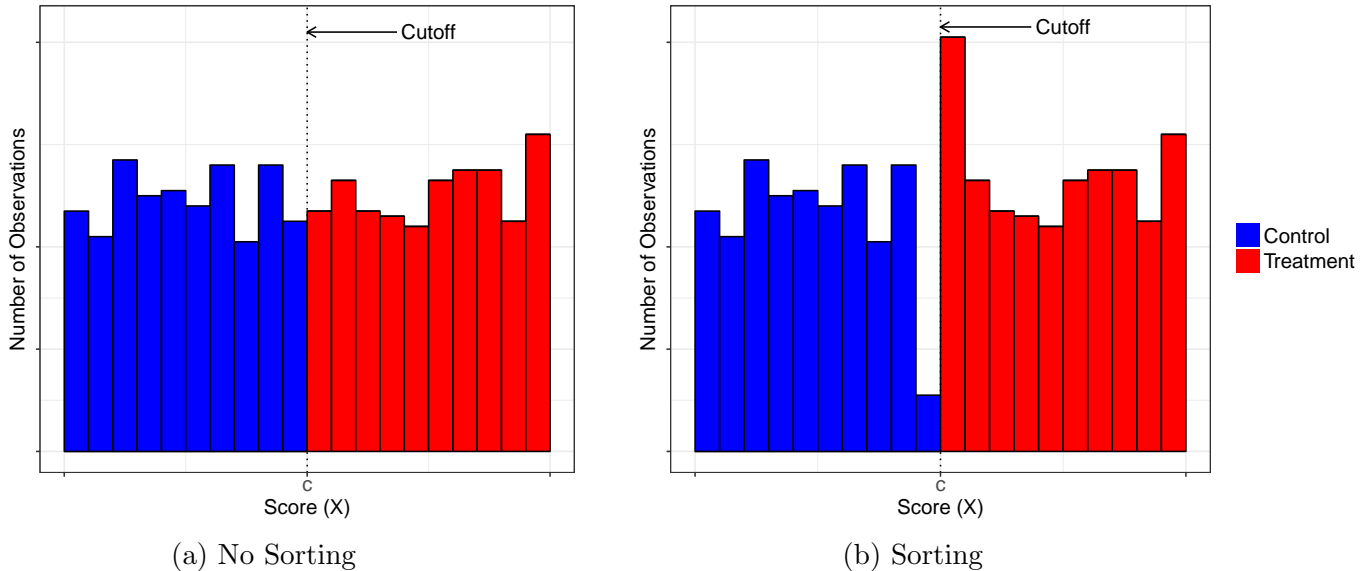 Cutoff
Number of Observations
C
Score (X)
(a) No Sorting
Cutoff
Number of Observations
C
Score (X)
(b) Sorting
Control
Treatment